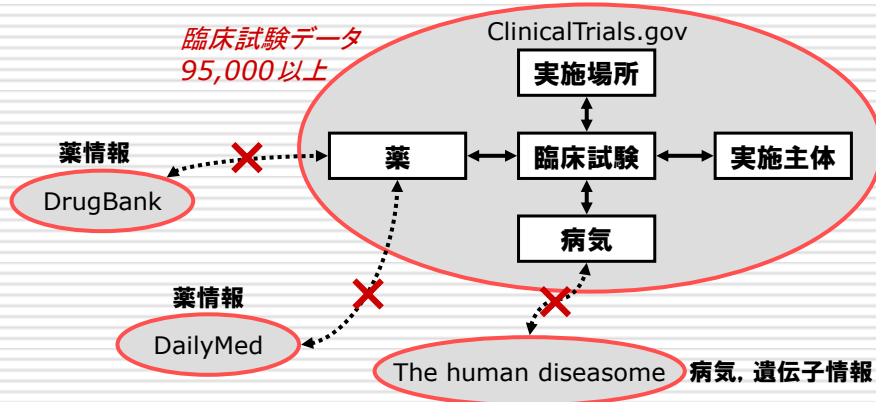 臨床試験データ
95,000以上
ClinicalTrials.gov
実施場所
薬情報
薬
臨床試験
実施主体
DrugBank
病気
薬情報
DailyMed
The human diseasome
病気, 遺伝子情報